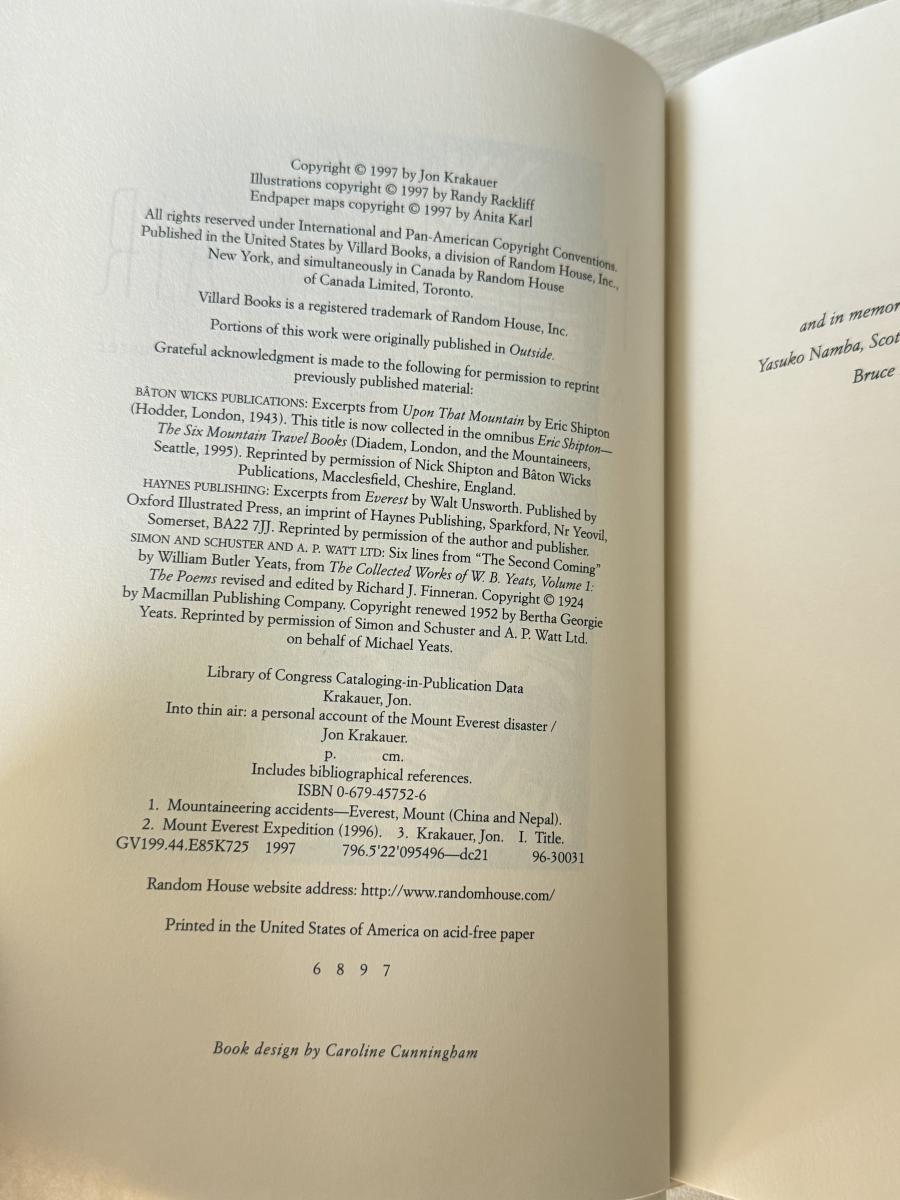 Copyright © 1997 by Jon Krakauer
Illustrations copyright © 1997 by Randy Rackliff
Endpaper maps copyright © 1997 by Anita Karl
All rights reserved under International and Pan-American Copyright Conventions.
Published in the United States by Villard Books, a division of Random House, Inc.,
New York, and simultaneously in Canada by Random House
of Canada Limited, Toronto.
Villard Books is a registered trademark of Random House, Inc.
Portions of this work were originally published in Outside.
Grateful acknowledgment is made to the following for permission to reprint
previously published material:
BÂTON WICKS PUBLICATIONS: Excerpts from Upon That Mountain by Eric Shipton
(Hodder, London, 1943). This title is now collected in the omnibus Eric Shipton—
The Six Mountain Travel Books (Diadem, London, and the Mountaineers,
Seattle, 1995). Reprinted by permission of Nick Shipton and Bâton Wicks
Publications, Macclesfield, Cheshire, England.
HAYNES PUBLISHING: Excerpts from Everest by Walt Unsworth. Published by
Oxford Illustrated Press, an imprint of Haynes Publishing, Sparkford, Nr Yeovil,
Somerset, BA22 7JJ. Reprinted by permission of the author and publisher.
SIMON AND SCHUSTER AND A. P. WATT LTD: Six lines from "The Second Coming"
by William Butler Yeats, from The Collected Works of W. B. Yeats, Volume 1:
The Poems revised and edited by Richard J. Finneran. Copyright © 1924
by Macmillan Publishing Company. Copyright renewed 1952 by Bertha Georgie
Yeats. Reprinted by permission of Simon and Schuster and A. P. Watt Ltd.
on behalf of Michael Yeats.
Library of Congress Cataloging-in-Publication Data
Krakauer, Jon.
Into thin air: a personal account of the Mount Everest disaster /
Jon Krakauer.
p. cm.
Includes bibliographical references.
ISBN 0-679-45752-6
1. Mountaineering accidents—Everest, Mount (China and Nepal).
2. Mount Everest Expedition (1996). 3. Krakauer, Jon. I. Title.
GV199.44.E85K725 1997 796.5'22'095496—dc21 96-30031
Random House website address: http://www.randomhouse.com/
Printed in the United States of America on acid-free paper
6 8 9 7
Book design by Caroline Cunningham
and in memor
Yasuko Namba, Scot
Bruce